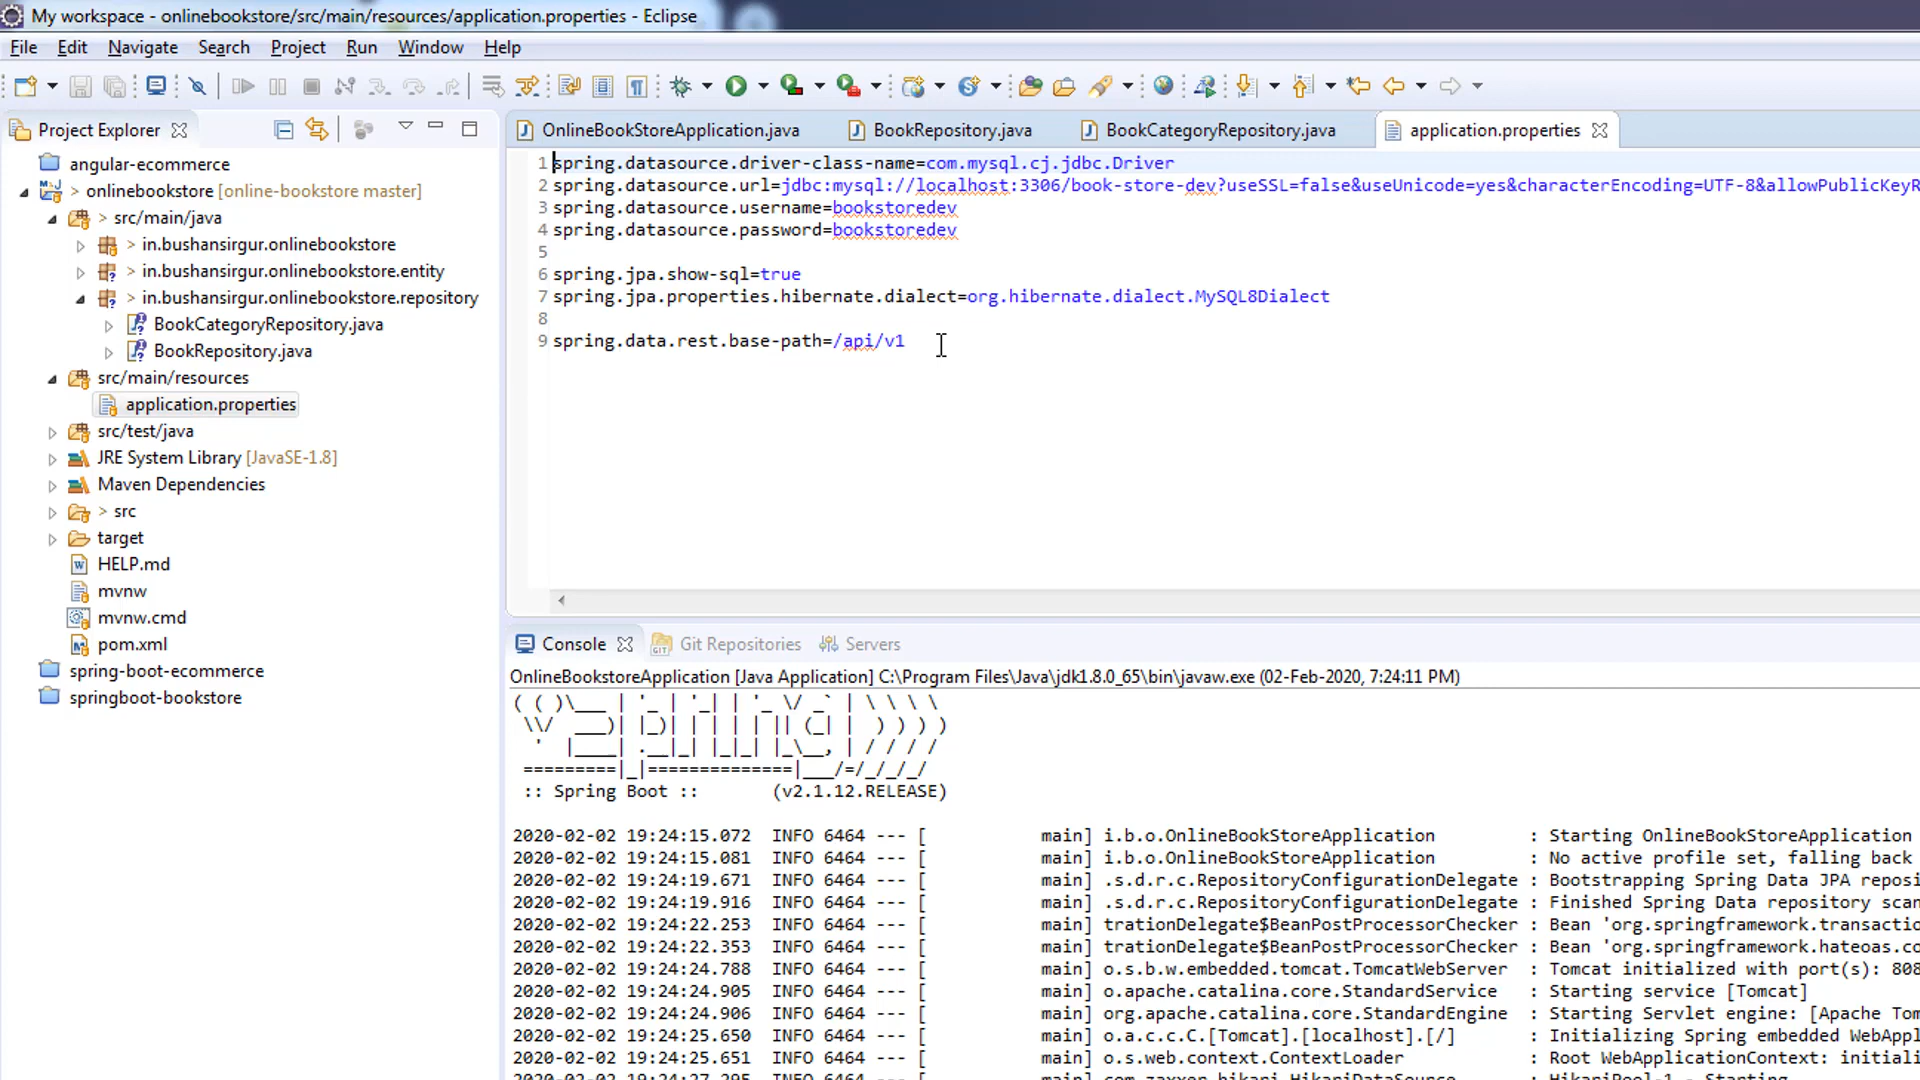 My workspace - onlinebookstore/src/main/resources/application.properties - Eclipse
File Edit Navigate Search Project Run Window Help
Project Explorer
angular-ecommerce
> onlinebookstore [online-bookstore master]
> src/main/java
> in.bushansirgur.onlinebookstore
> in.bushansirgur.onlinebookstore.entity
> in.bushansirgur.onlinebookstore.repository
BookCategoryRepository.java
BookRepository.java
src/main/resources
application.properties
src/test/java
JRE System Library [JavaSE-1.8]
Maven Dependencies
> src
target
HELP.md
mvnw
mvnw.cmd
pom.xml
spring-boot-ecommerce
springboot-bookstore
OnlineBookStoreApplication.java BookRepository.java BookCategoryRepository.java application.properties
1 spring.datasource.driver-class-name=com.mysql.cj.jdbc.Driver
2 spring.datasource.url=jdbc:mysql://localhost:3306/book-store-dev?useSSL=false&useUnicode=yes&characterEncoding=UTF-8&allowPublicKeyR
3 spring.datasource.username=bookstoredev
4 spring.datasource.password=bookstoredev
5
6 spring.jpa.show-sql=true
7 spring.jpa.properties.hibernate.dialect=org.hibernate.dialect.MySQL8Dialect
8
9 spring.data.rest.base-path=/api/v1
Console Git Repositories Servers
OnlineBookstoreApplication [Java Application] C:\Program Files\Java\jdk1.8.0_65\bin\javaw.exe (02-Feb-2020, 7:24:11 PM)
:: Spring Boot :: (v2.1.12.RELEASE)
2020-02-02 19:24:15.072 INFO 6464 --- [ main] i.b.o.OnlineBookStoreApplication : Starting OnlineBookStoreApplication
2020-02-02 19:24:15.081 INFO 6464 --- [ main] i.b.o.OnlineBookStoreApplication : No active profile set, falling back
2020-02-02 19:24:19.671 INFO 6464 --- [ main] .s.d.r.c.RepositoryConfigurationDelegate : Bootstrapping Spring Data JPA reposi
2020-02-02 19:24:19.916 INFO 6464 --- [ main] .s.d.r.c.RepositoryConfigurationDelegate : Finished Spring Data repository scan
2020-02-02 19:24:22.253 INFO 6464 --- [ main] trationDelegate$BeanPostProcessorChecker : Bean 'org.springframework.transactio
2020-02-02 19:24:22.353 INFO 6464 --- [ main] trationDelegate$BeanPostProcessorChecker : Bean 'org.springframework.hateoas.co
2020-02-02 19:24:24.788 INFO 6464 --- [ main] o.s.b.w.embedded.tomcat.TomcatWebServer : Tomcat initialized with port(s): 808
2020-02-02 19:24:24.905 INFO 6464 --- [ main] o.apache.catalina.core.StandardService : Starting service [Tomcat]
2020-02-02 19:24:24.906 INFO 6464 --- [ main] org.apache.catalina.core.StandardEngine : Starting Servlet engine: [Apache Tom
2020-02-02 19:24:25.650 INFO 6464 --- [ main] o.a.c.c.C.[Tomcat].[localhost].[/] : Initializing Spring embedded WebAppl
2020-02-02 19:24:25.651 INFO 6464 --- [ main] o.s.web.context.ContextLoader : Root WebApplicationContext: initiali
2020-02-02 19:24:27.295 INFO 6464 --- [ main] com.zaxxer.hikari.HikariDataSource : HikariPool-1 - Starting